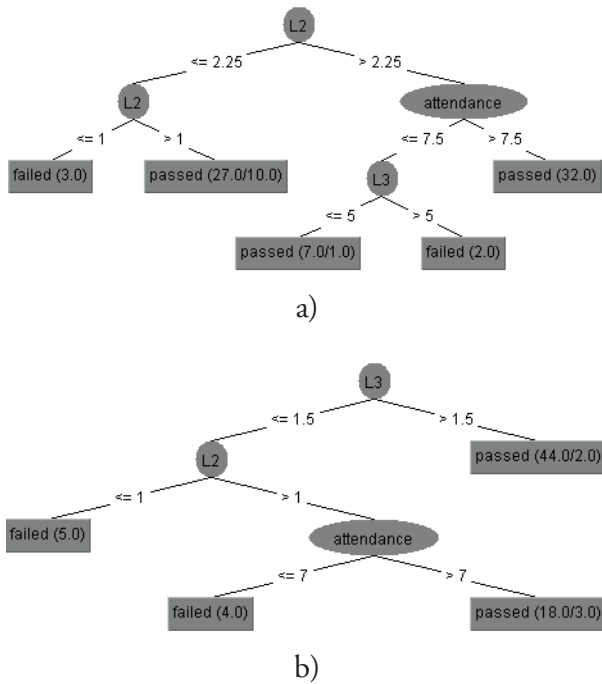 L2
<= 2.25 > 2.25
L2 attendance
<= 1 > 1 <= 7.5 > 7.5
failed (3.0) passed (27.0/10.0) L3 passed (32.0)
<= 5 > 5
passed (7.0/1.0) failed (2.0)
a)
L3
<= 1.5 > 1.5
L2 passed (44.0/2.0)
<= 1 > 1
failed (5.0) attendance
<= 7 > 7
failed (4.0) passed (18.0/3.0)
b)